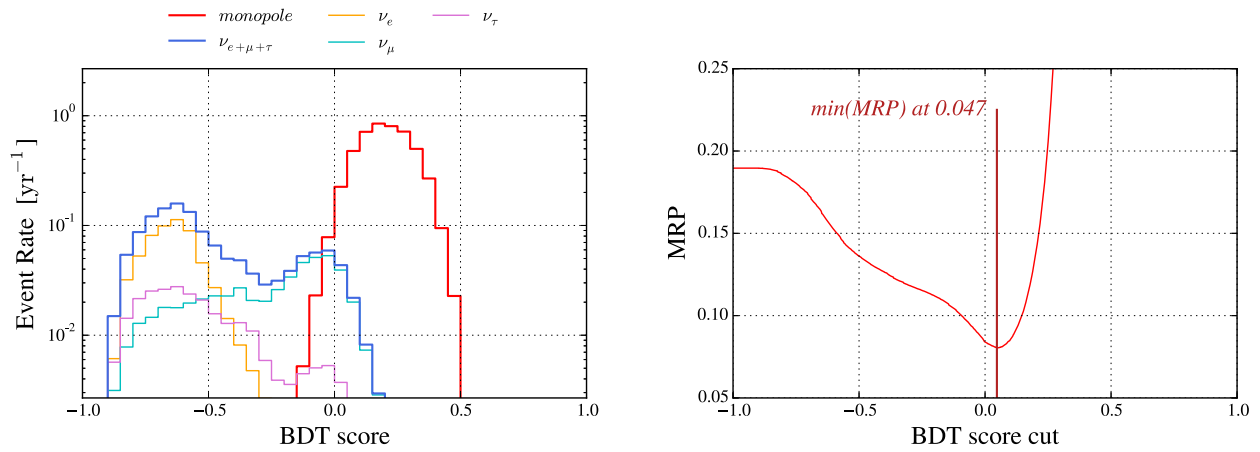 monopole
ν_e
ν_τ
ν_{e+μ+τ}
ν_μ
Event Rate [yr^{−1}]
10^0
10^{-1}
10^{-2}
−1.0 −0.5 0.0 0.5 1.0
BDT score
MRP
0.25
0.20
0.15
0.10
0.05
min(MRP) at 0.047
−1.0 −0.5 0.0 0.5 1.0
BDT score cut